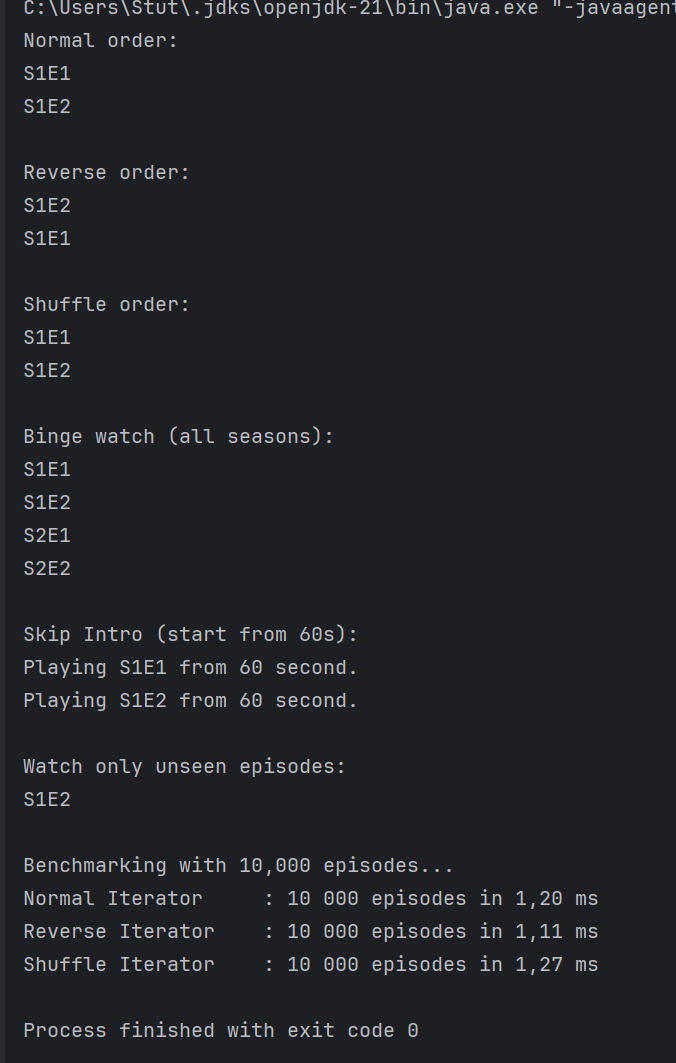 C:\Users\Stut\.jdks\openjdk-21\bin\java.exe "-javaagent
Normal order:
S1E1
S1E2
Reverse order:
S1E2
S1E1
Shuffle order:
S1E1
S1E2
Binge watch (all seasons):
S1E1
S1E2
S2E1
S2E2
Skip Intro (start from 60s):
Playing S1E1 from 60 second.
Playing S1E2 from 60 second.
Watch only unseen episodes:
S1E2
Benchmarking with 10,000 episodes...
Normal Iterator     : 10 000 episodes in 1,20 ms
Reverse Iterator    : 10 000 episodes in 1,11 ms
Shuffle Iterator    : 10 000 episodes in 1,27 ms
Process finished with exit code 0